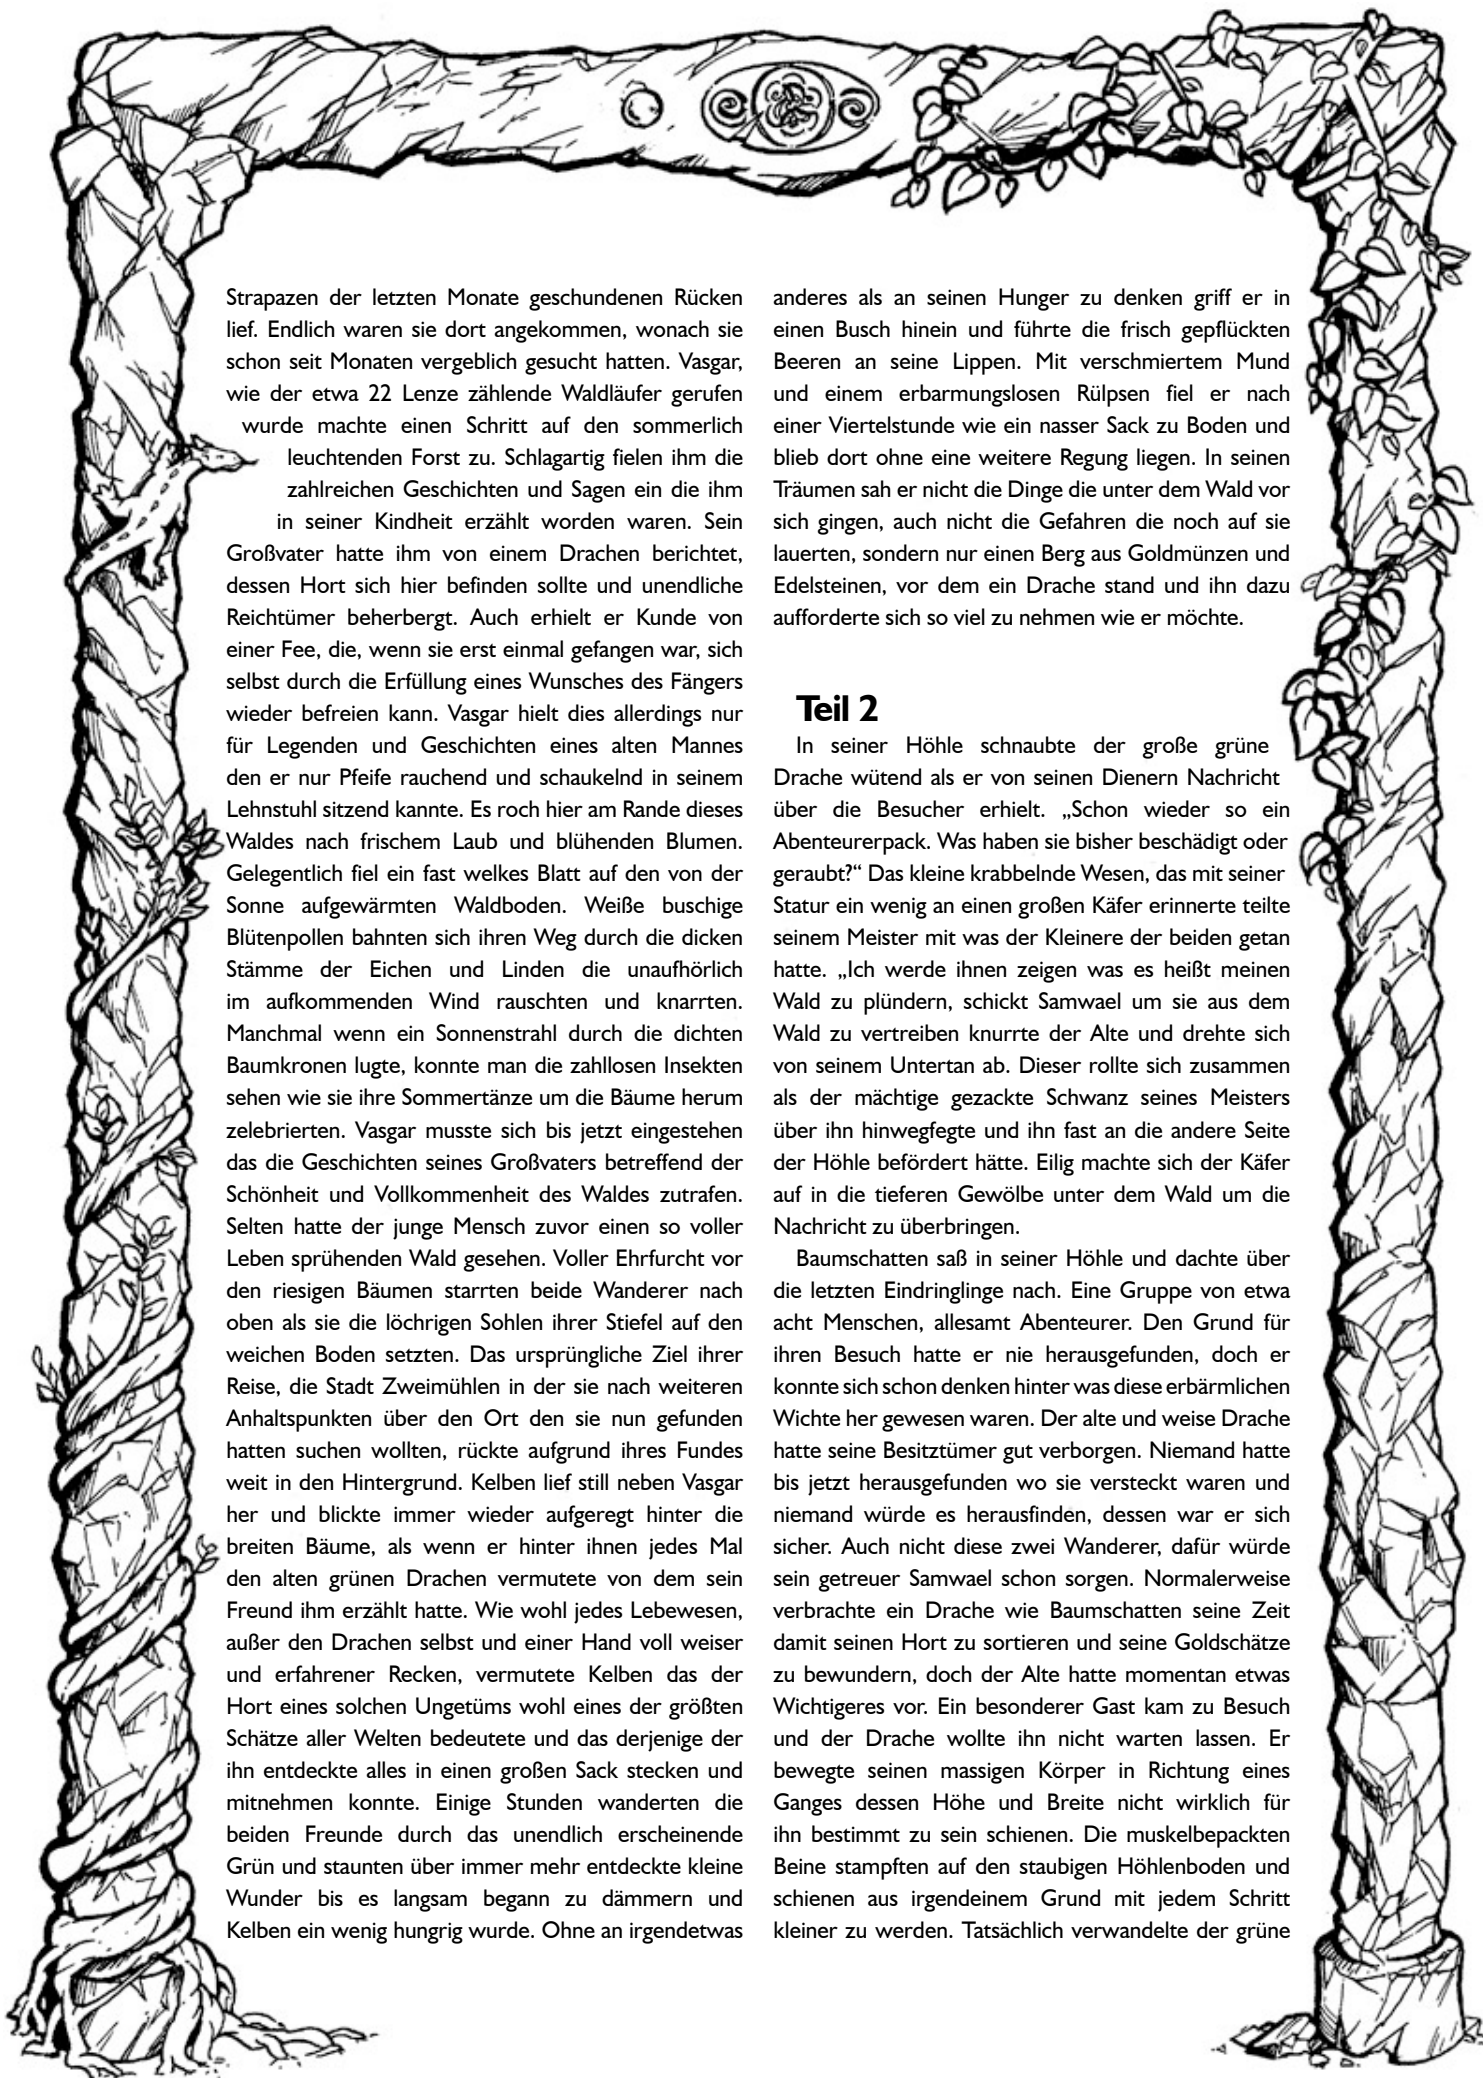 Strapazen der letzten Monate geschundenen Rücken
lief. Endlich waren sie dort angekommen, wonach sie
schon seit Monaten vergeblich gesucht hatten. Vasgar,
wie der etwa 22 Lenze zählende Waldläufer gerufen
wurde machte einen Schritt auf den sommerlich
leuchtenden Forst zu. Schlagartig fielen ihm die
zahlreichen Geschichten und Sagen ein die ihm
in seiner Kindheit erzählt worden waren. Sein
Großvater hatte ihm von einem Drachen berichtet,
dessen Hort sich hier befinden sollte und unendliche
Reichtümer beherbergt. Auch erhielt er Kunde von
einer Fee, die, wenn sie erst einmal gefangen war, sich
selbst durch die Erfüllung eines Wunsches des Fängers
wieder befreien kann. Vasgar hielt dies allerdings nur
für Legenden und Geschichten eines alten Mannes
den er nur Pfeife rauchend und schaukelnd in seinem
Lehnstuhl sitzend kannte. Es roch hier am Rande dieses
Waldes nach frischem Laub und blühenden Blumen.
Gelegentlich fiel ein fast welkes Blatt auf den von der
Sonne aufgewärmten Waldboden. Weiße buschige
Blütenpollen bahnten sich ihren Weg durch die dicken
Stämme der Eichen und Linden die unaufhörlich
im aufkommenden Wind rauschten und knarrten.
Manchmal wenn ein Sonnenstrahl durch die dichten
Baumkronen lugte, konnte man die zahllosen Insekten
sehen wie sie ihre Sommertänze um die Bäume herum
zelebrierten. Vasgar musste sich bis jetzt eingestehen
das die Geschichten seines Großvaters betreffend der
Schönheit und Vollkommenheit des Waldes zutrafen.
Selten hatte der junge Mensch zuvor einen so voller
Leben sprühenden Wald gesehen. Voller Ehrfurcht vor
den riesigen Bäumen starrten beide Wanderer nach
oben als sie die löchrigen Sohlen ihrer Stiefel auf den
weichen Boden setzten. Das ursprüngliche Ziel ihrer
Reise, die Stadt Zweimühlen in der sie nach weiteren
Anhaltspunkten über den Ort den sie nun gefunden
hatten suchen wollten, rückte aufgrund ihres Fundes
weit in den Hintergrund. Kelben lief still neben Vasgar
her und blickte immer wieder aufgeregt hinter die
breiten Bäume, als wenn er hinter ihnen jedes Mal
den alten grünen Drachen vermutete von dem sein
Freund ihm erzählt hatte. Wie wohl jedes Lebewesen,
außer den Drachen selbst und einer Hand voll weiser
und erfahrener Recken, vermutete Kelben das der
Hort eines solchen Ungetüms wohl eines der größten
Schätze aller Welten bedeutete und das derjenige der
ihn entdeckte alles in einen großen Sack stecken und
mitnehmen konnte. Einige Stunden wanderten die
beiden Freunde durch das unendlich erscheinende
Grün und staunten über immer mehr entdeckte kleine
Wunder bis es langsam begann zu dämmern und
Kelben ein wenig hungrig wurde. Ohne an irgendetwas
anderes als an seinen Hunger zu denken griff er in
einen Busch hinein und führte die frisch gepflückten
Beeren an seine Lippen. Mit verschmiertem Mund
und einem erbarmungslosen Rülpsen fiel er nach
einer Viertelstunde wie ein nasser Sack zu Boden und
blieb dort ohne eine weitere Regung liegen. In seinen
Träumen sah er nicht die Dinge die unter dem Wald vor
sich gingen, auch nicht die Gefahren die noch auf sie
lauerten, sondern nur einen Berg aus Goldmünzen und
Edelsteinen, vor dem ein Drache stand und ihn dazu
aufforderte sich so viel zu nehmen wie er möchte.
Teil 2
In seiner Höhle schnaubte der große grüne
Drache wütend als er von seinen Dienern Nachricht
über die Besucher erhielt. „Schon wieder so ein
Abenteurerpack. Was haben sie bisher beschädigt oder
geraubt?“ Das kleine krabbelnde Wesen, das mit seiner
Statur ein wenig an einen großen Käfer erinnerte teilte
seinem Meister mit was der Kleinere der beiden getan
hatte. „Ich werde ihnen zeigen was es heißt meinen
Wald zu plündern, schickt Samwael um sie aus dem
Wald zu vertreiben knurrte der Alte und drehte sich
von seinem Untertan ab. Dieser rollte sich zusammen
als der mächtige gezackte Schwanz seines Meisters
über ihn hinwegfegte und ihn fast an die andere Seite
der Höhle befördert hätte. Eilig machte sich der Käfer
auf in die tieferen Gewölbe unter dem Wald um die
Nachricht zu überbringen.
Baumschatten saß in seiner Höhle und dachte über
die letzten Eindringlinge nach. Eine Gruppe von etwa
acht Menschen, allesamt Abenteurer. Den Grund für
ihren Besuch hatte er nie herausgefunden, doch er
konnte sich schon denken hinter was diese erbärmlichen
Wichte her gewesen waren. Der alte und weise Drache
hatte seine Besitztümer gut verborgen. Niemand hatte
bis jetzt herausgefunden wo sie versteckt waren und
niemand würde es herausfinden, dessen war er sich
sicher. Auch nicht diese zwei Wanderer, dafür würde
sein getreuer Samwael schon sorgen. Normalerweise
verbrachte ein Drache wie Baumschatten seine Zeit
damit seinen Hort zu sortieren und seine Goldschätze
zu bewundern, doch der Alte hatte momentan etwas
Wichtigeres vor. Ein besonderer Gast kam zu Besuch
und der Drache wollte ihn nicht warten lassen. Er
bewegte seinen massigen Körper in Richtung eines
Ganges dessen Höhe und Breite nicht wirklich für
ihn bestimmt zu sein schienen. Die muskelbepackten
Beine stampften auf den staubigen Höhlenboden und
schienen aus irgendeinem Grund mit jedem Schritt
kleiner zu werden. Tatsächlich verwandelte der grüne